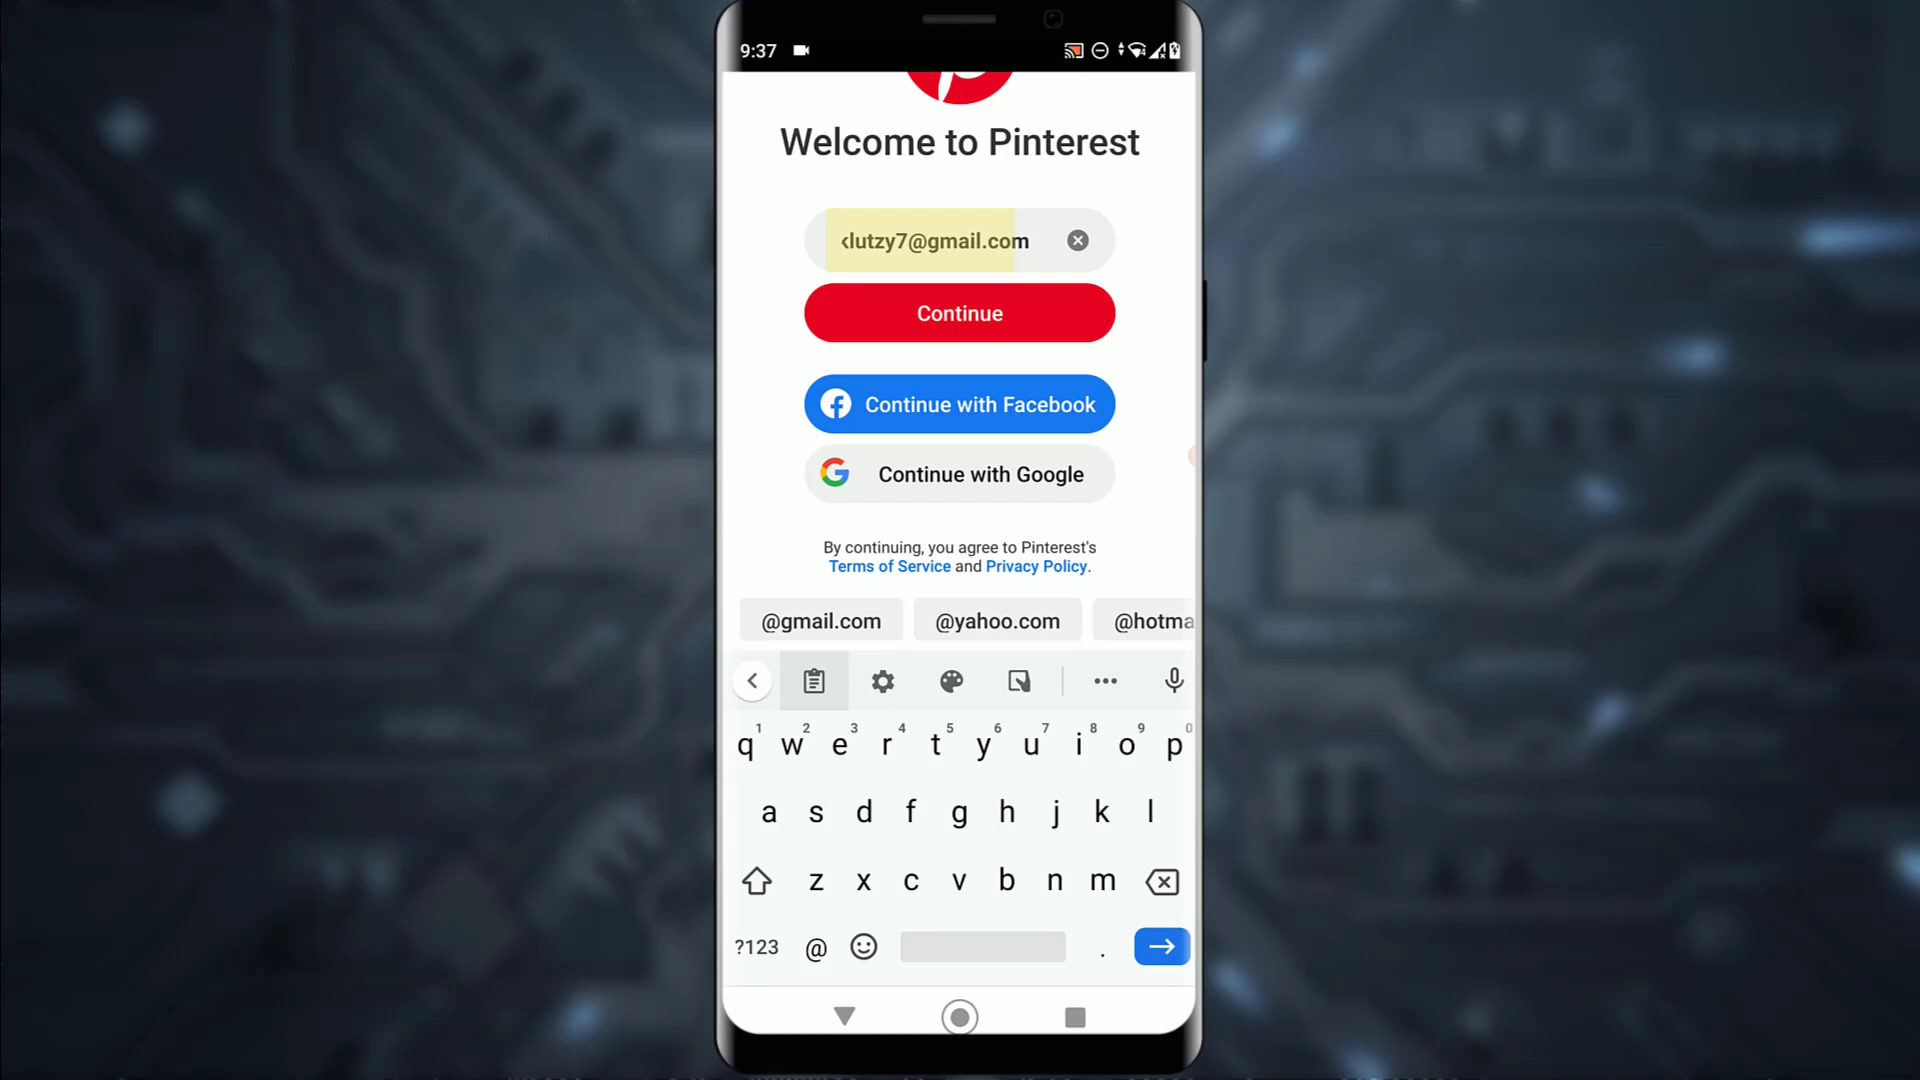 9:37
Welcome to Pinterest
klutzy7@gmail.com
Continue
Continue with Facebook
Continue with Google
By continuing, you agree to Pinterest's
Terms of Service and Privacy Policy.
@gmail.com @yahoo.com @hotma
1 2 3 4 5 6 7 8 9 0
q w e r t y u i o p
a s d f g h j k l
z x c v b n m
?123 @ .